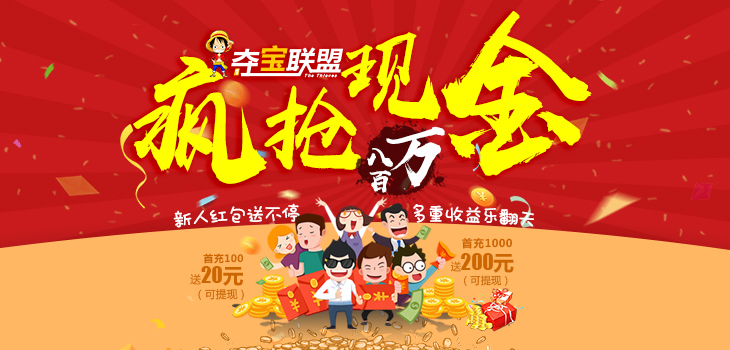 夺宝联盟
The Thieves
疯抢现金
八百万
新人红包送不停
多重收益乐翻天
首充100
送20元
(可提现)
首充1000
送200元
(可提现)